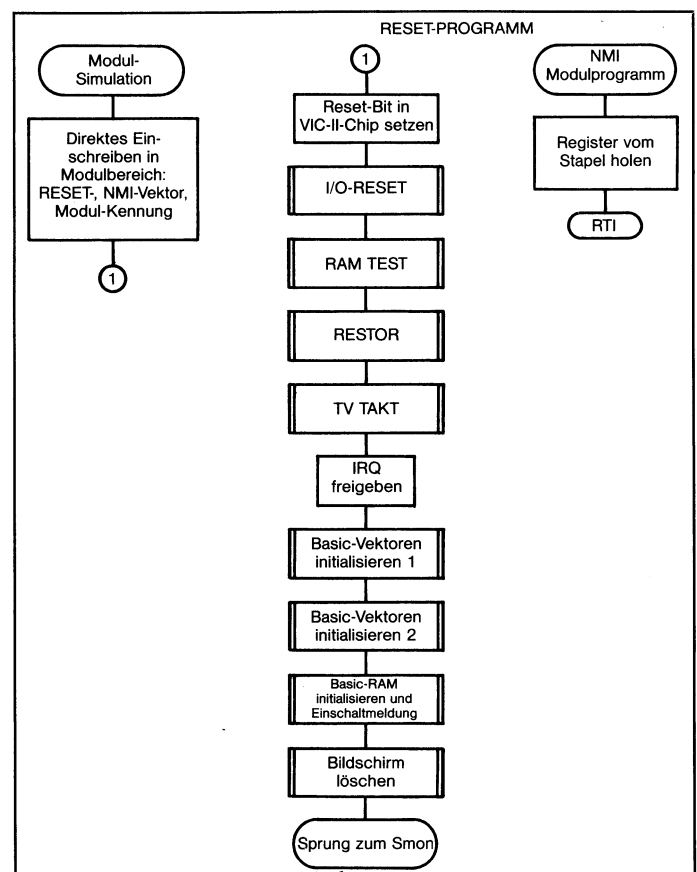 RESET-PROGRAMM
Modul-
Simulation
Direktes Ein-
schreiben in
Modulbereich:
RESET-, NMI-Vektor,
Modul-Kennung
1
1
Reset-Bit in
VIC-II-Chip setzen
I/O-RESET
RAM TEST
RESTOR
TV TAKT
IRQ
freigeben
Basic-Vektoren
initialisieren 1
Basic-Vektoren
initialisieren 2
Basic-RAM
initialisieren und
Einschaltmeldung
Bildschirm
löschen
Sprung zum Smon
NMI
Modulprogramm
Register vom
Stapel holen
RTI